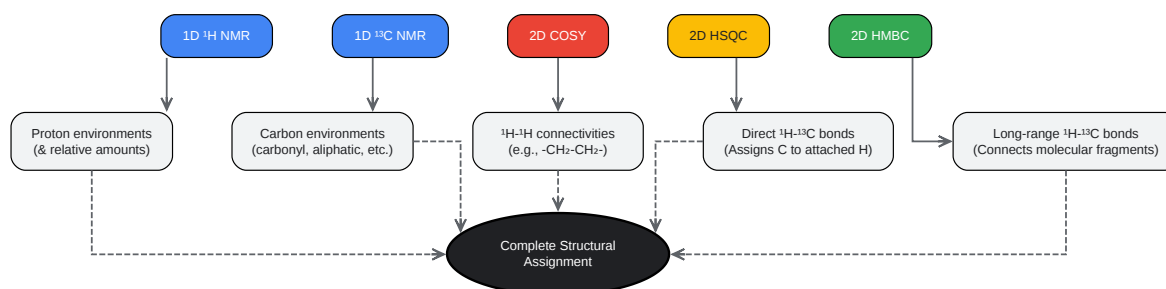 1D ¹H NMR
1D ¹³C NMR
2D COSY
2D HSQC
2D HMBC
Proton environments
(& relative amounts)
Carbon environments
(carbonyl, aliphatic, etc.)
¹H-¹H connectivities
(e.g., -CH₂-CH₂-)
Direct ¹H-¹³C bonds
(Assigns C to attached H)
Long-range ¹H-¹³C bonds
(Connects molecular fragments)
Complete Structural
Assignment